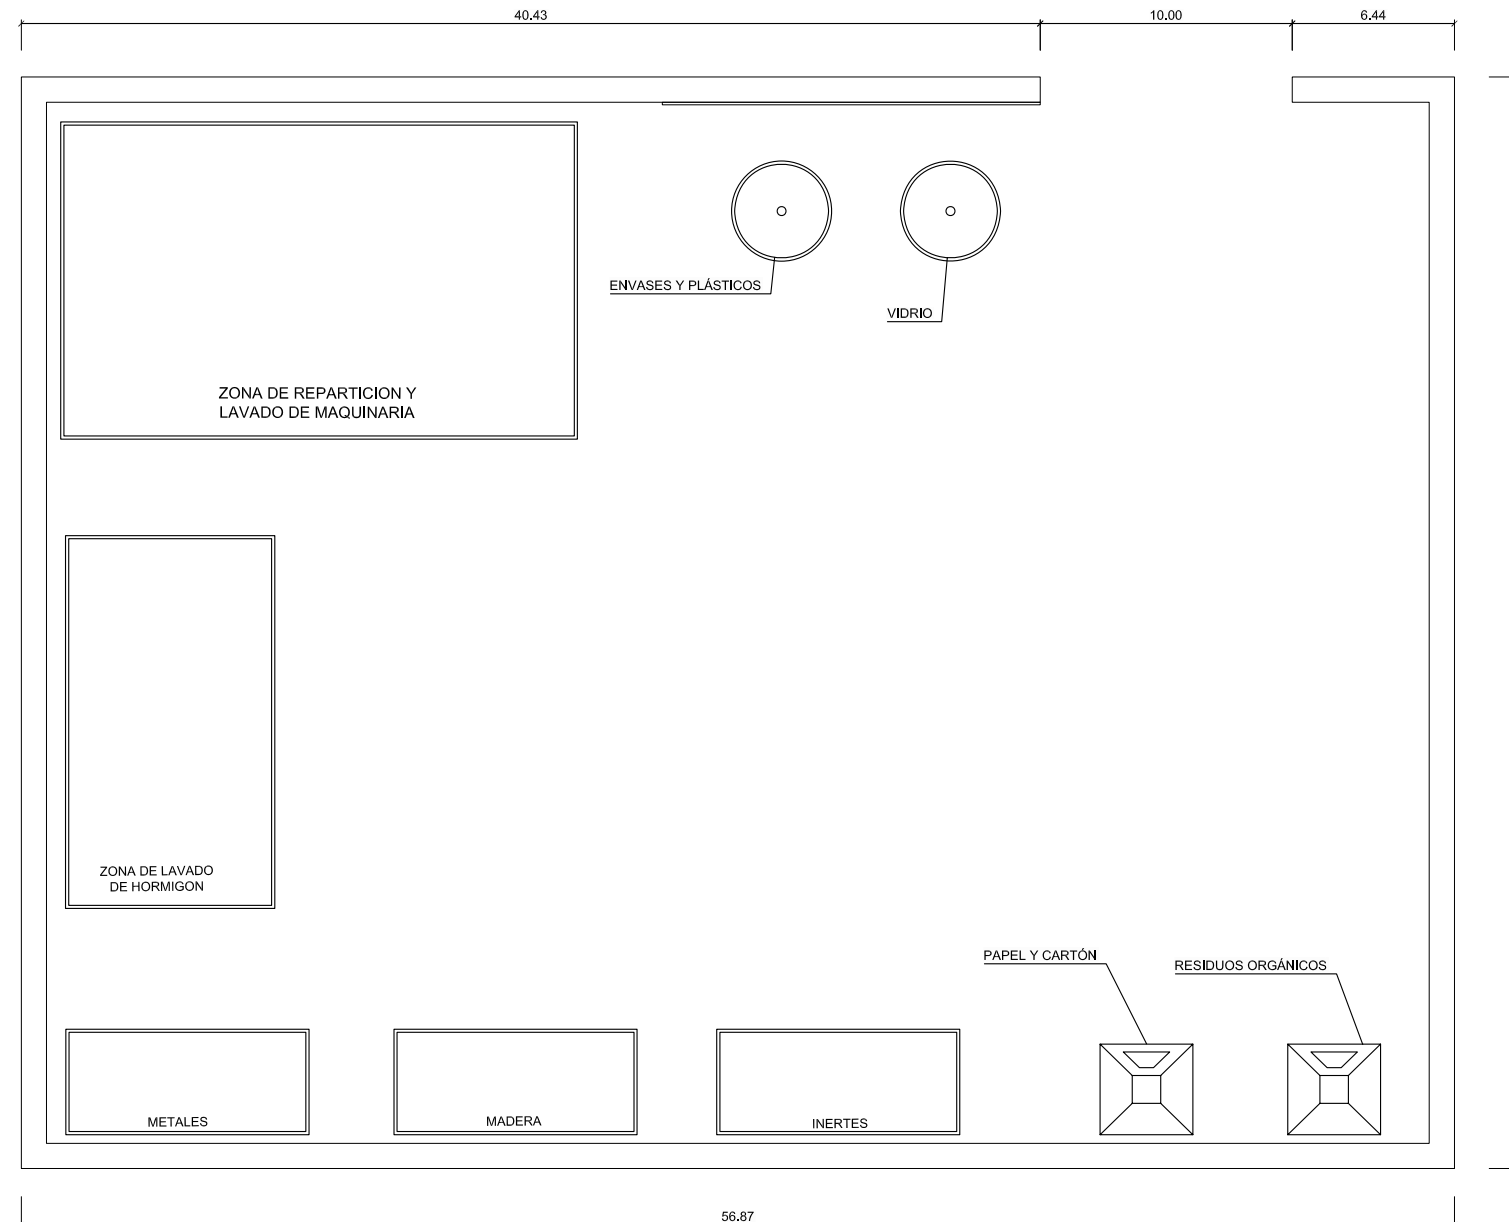 40.43
10.00
6.44
ENVASES Y PLÁSTICOS
VIDRIO
ZONA DE REPARTICION Y
LAVADO DE MAQUINARIA
ZONA DE LAVADO
DE HORMIGON
PAPEL Y CARTÓN
RESIDUOS ORGÁNICOS
METALES
MADERA
INERTES
56.87